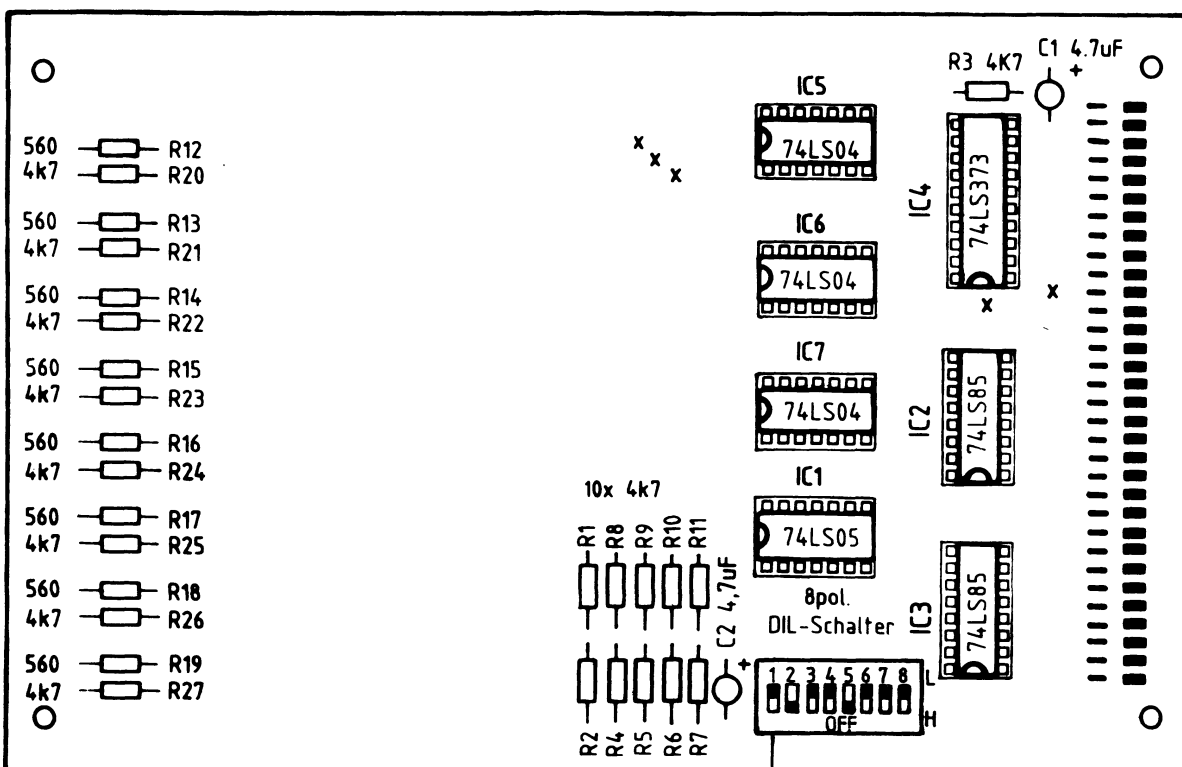 C1 4.7uF
R3 4K7
+
IC5
74LS04
IC4
74LS373
560 R12
4k7 R20
x
x
x
560 R13
4k7 R21
IC6
74LS04
560 R14
4k7 R22
x
x
IC7
74LS04
IC2
74LS85
560 R15
4k7 R23
560 R16
4k7 R24
10x 4k7
IC1
74LS05
560 R17
4k7 R25
R1 R8 R9 R10 R11
C2 4,7uF
+
560 R18
4k7 R26
8pol.
DIL-Schalter
IC3
74LS85
560 R19
4k7 R27
1 2 3 4 5 6 7 8
L
OFF
H
R2 R4 R5 R6 R7